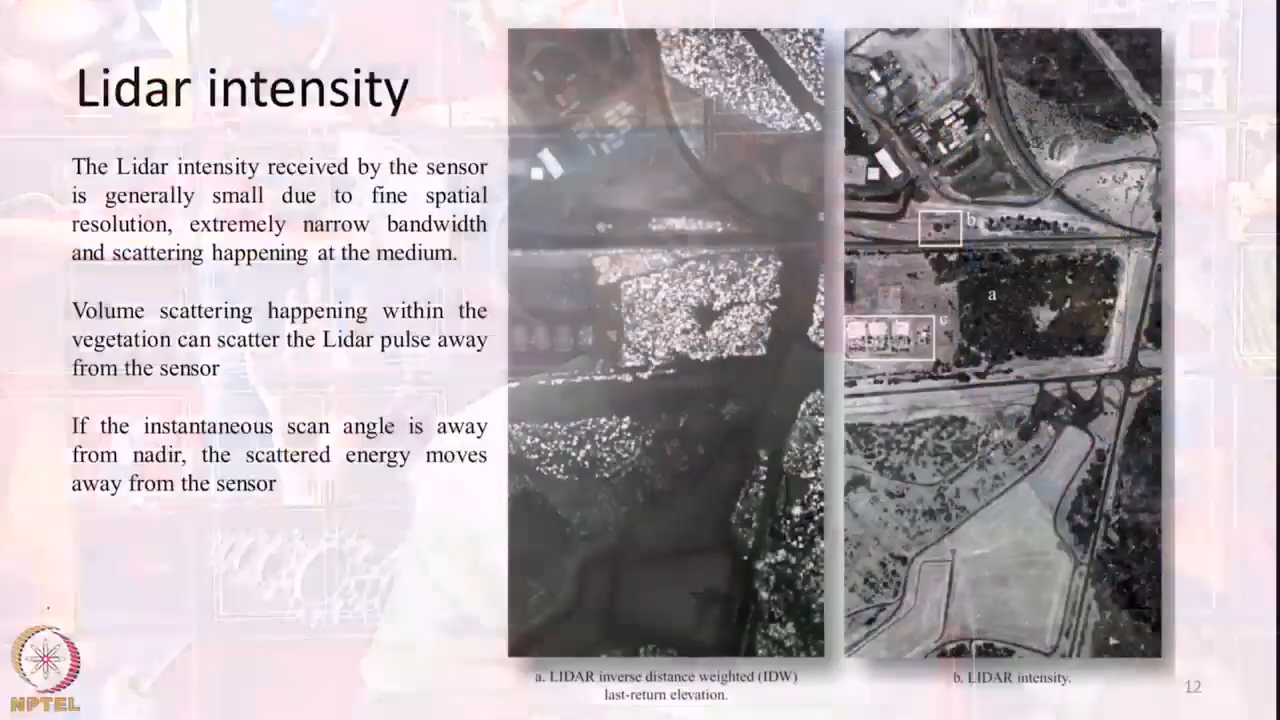 Lidar intensity
The Lidar intensity received by the sensor
is generally small due to fine spatial
resolution, extremely narrow bandwidth
and scattering happening at the medium.
Volume scattering happening within the
vegetation can scatter the Lidar pulse away
from the sensor
If the instantaneous scan angle is away
from nadir, the scattered energy moves
away from the sensor
b
a
c
a. LIDAR inverse distance weighted (IDW)
last-return elevation.
b. LIDAR intensity.
12
NPTEL